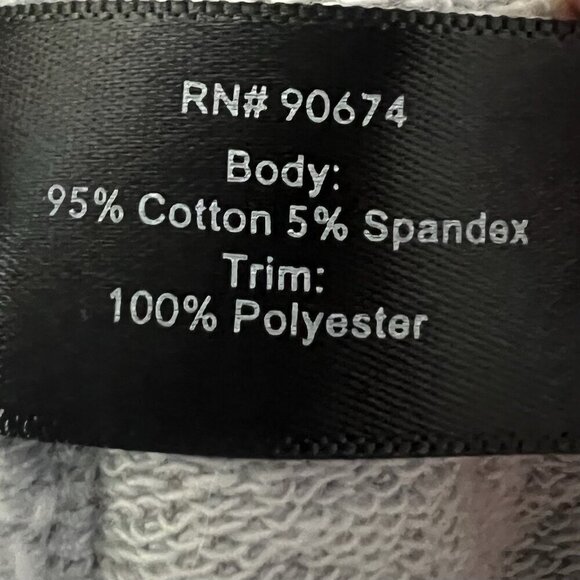 RN# 90674
Body:
95% Cotton 5% Spandex
Trim:
100% Polyester